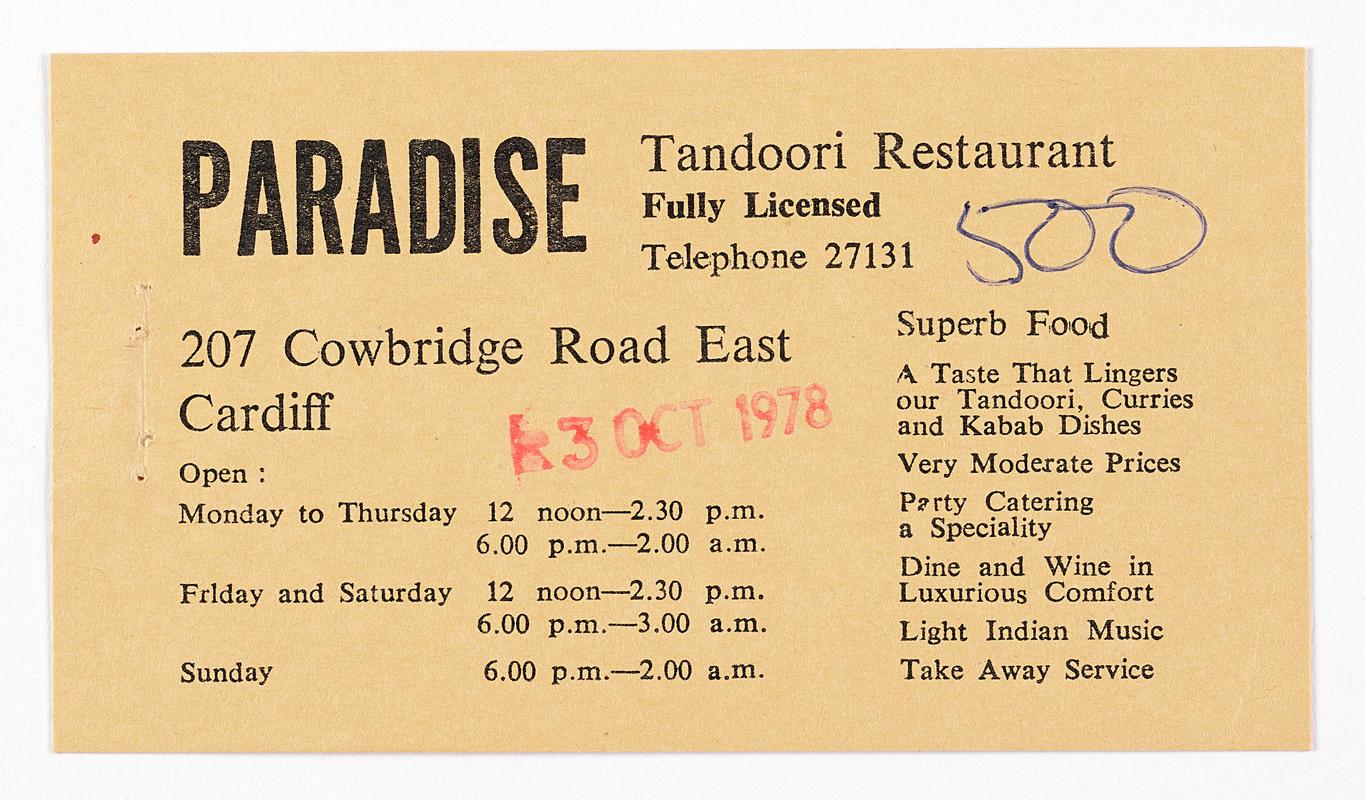 PARADISE
Tandoori Restaurant
Fully Licensed
Telephone 27131
500
207 Cowbridge Road East
Cardiff
3 OCT 1978
Open :
Monday to Thursday 12 noon—2.30 p.m.
6.00 p.m.—2.00 a.m.
Friday and Saturday 12 noon—2.30 p.m.
6.00 p.m.—3.00 a.m.
Sunday 6.00 p.m.—2.00 a.m.
Superb Food
A Taste That Lingers
our Tandoori, Curries
and Kabab Dishes
Very Moderate Prices
Party Catering
a Speciality
Dine and Wine in
Luxurious Comfort
Light Indian Music
Take Away Service